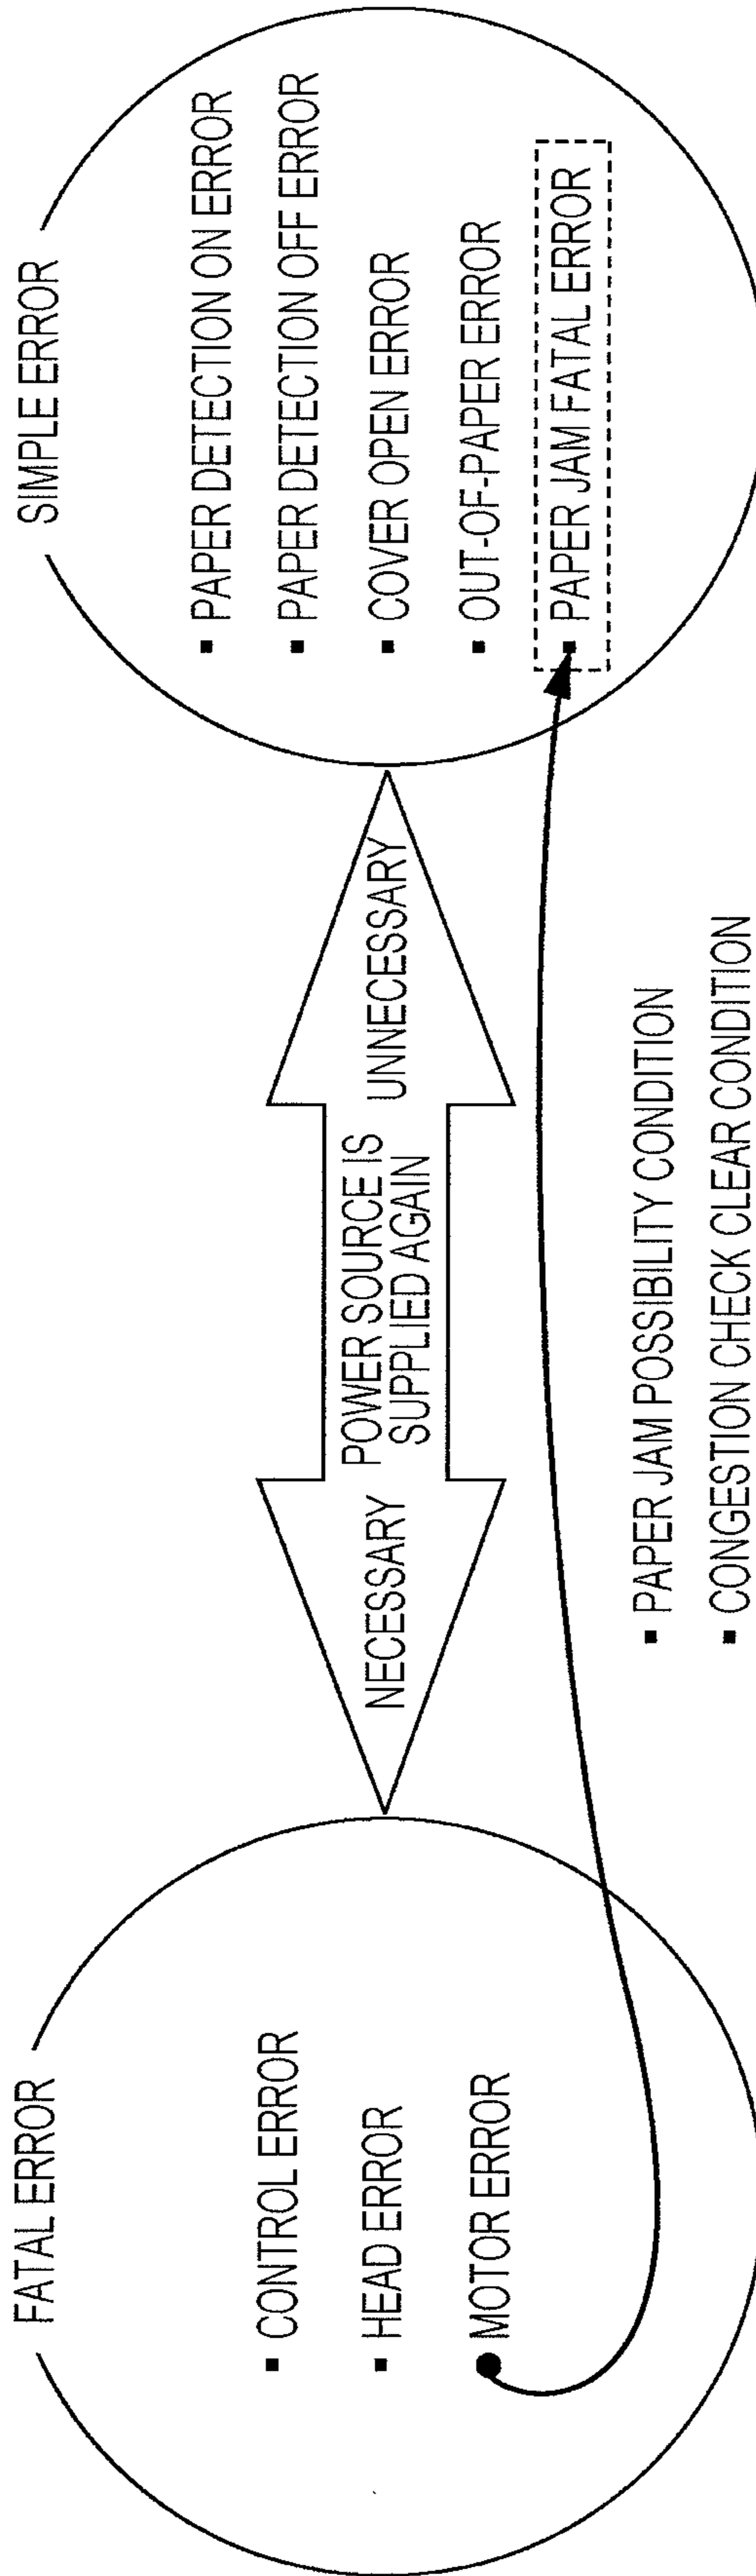 FATAL ERROR
▪ CONTROL ERROR
▪ HEAD ERROR
● MOTOR ERROR
NECESSARY
POWER SOURCE IS
SUPPLIED AGAIN
UNNECESSARY
▪ PAPER JAM POSSIBILITY CONDITION
▪ CONGESTION CHECK CLEAR CONDITION
SIMPLE ERROR
▪ PAPER DETECTION ON ERROR
▪ PAPER DETECTION OFF ERROR
▪ COVER OPEN ERROR
▪ OUT-OF-PAPER ERROR
▪ PAPER JAM FATAL ERROR